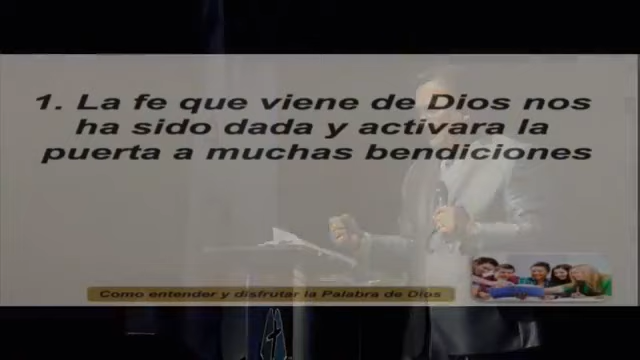 1. La fe que viene de Dios nos
ha sido dada y activara la
puerta a muchas bendiciones
Como entender y disfrutar la Palabra de Dios